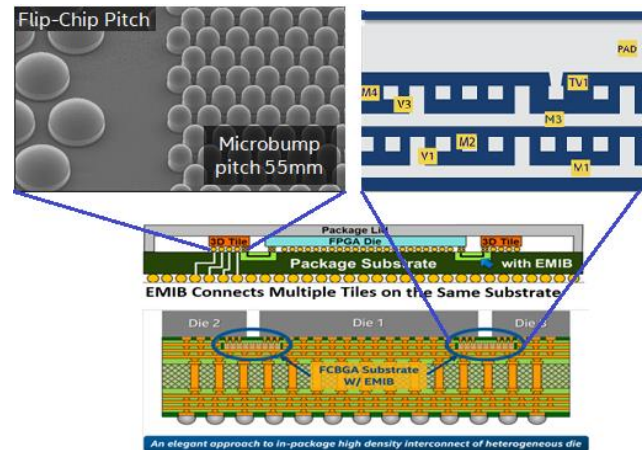 Flip-Chip Pitch
Microbump
pitch 55mm
PAD
TV1
M4
V3
M3
M2
V1
M1
Package Lid
3D Tile
FPGA Die
3D Tile
Package Substrate
with EMIB
EMIB Connects Multiple Tiles on the Same Substrate
Die 2
Die 1
Die 3
FCBGA Substrate
W/ EMIB
An elegant approach to in-package high density interconnect of heterogeneous die